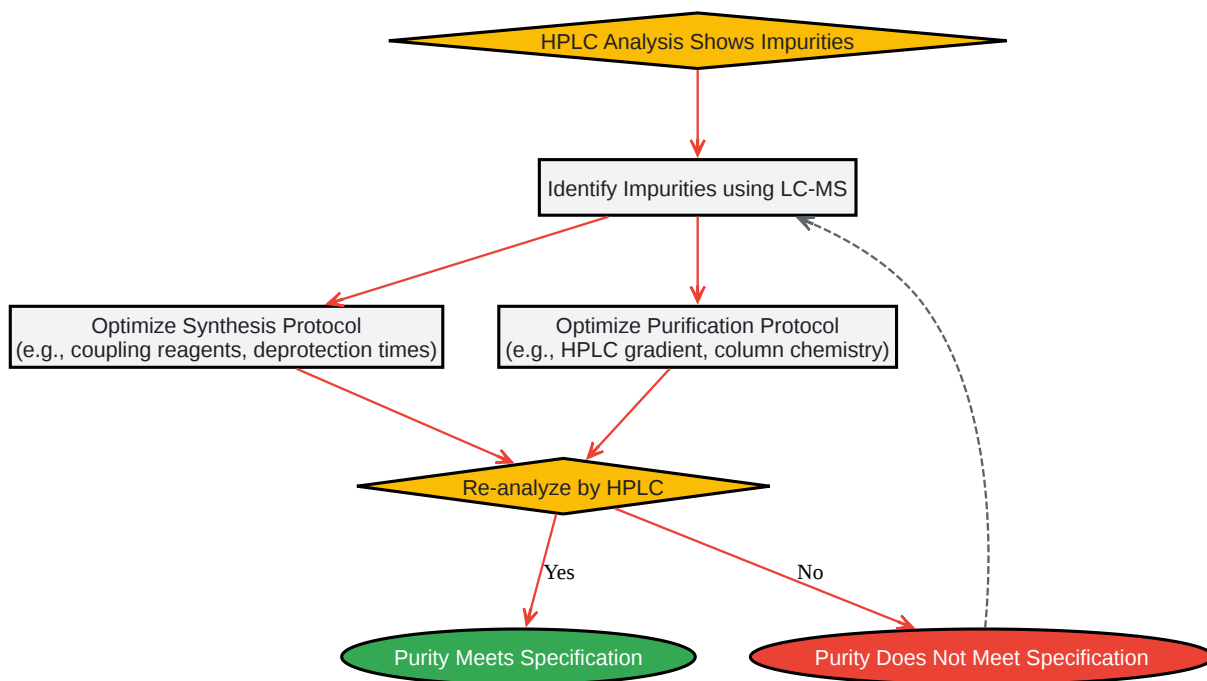 HPLC Analysis Shows Impurities
Identify Impurities using LC-MS
Optimize Synthesis Protocol
(e.g., coupling reagents, deprotection times)
Optimize Purification Protocol
(e.g., HPLC gradient, column chemistry)
Re-analyze by HPLC
Yes
No
Purity Meets Specification
Purity Does Not Meet Specification